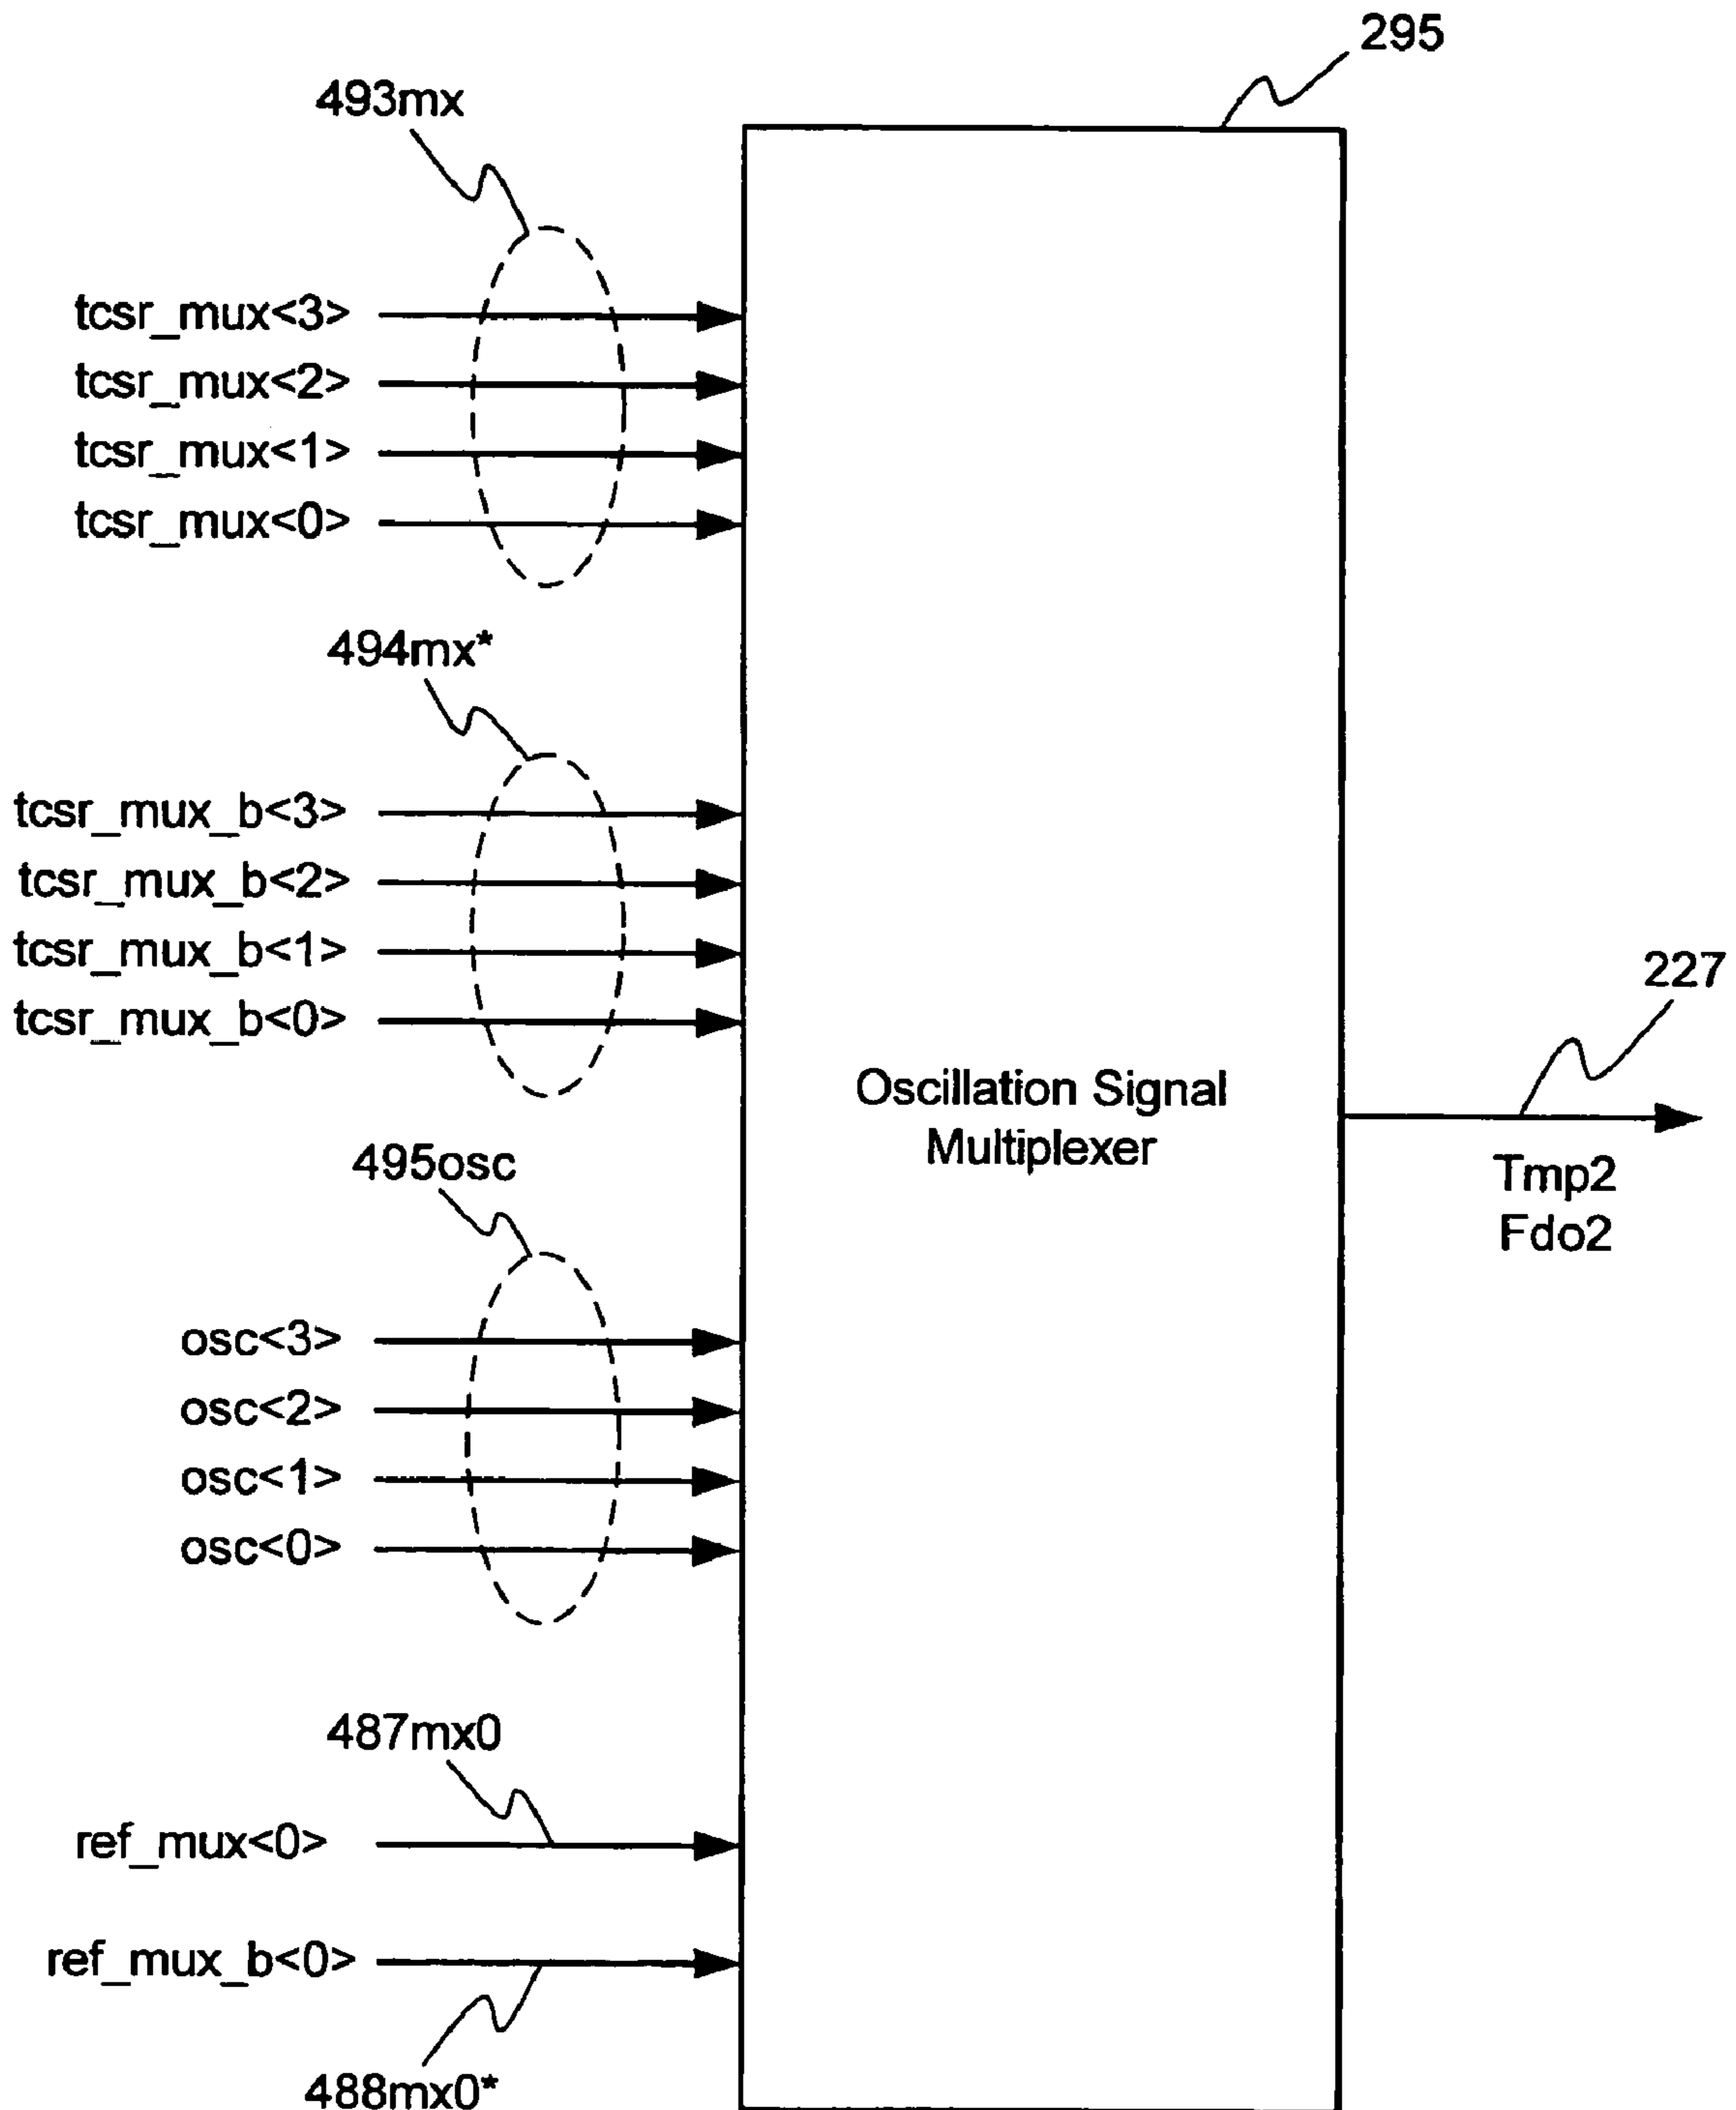 295
493mx
tcsr_mux<3>
tcsr_mux<2>
tcsr_mux<1>
tcsr_mux<0>
494mx*
tcsr_mux_b<3>
tcsr_mux_b<2>
tcsr_mux_b<1>
tcsr_mux_b<0>
495osc
osc<3>
osc<2>
osc<1>
osc<0>
487mx0
ref_mux<0>
ref_mux_b<0>
488mx0*
Oscillation Signal
Multiplexer
227
Tmp2
Fdo2